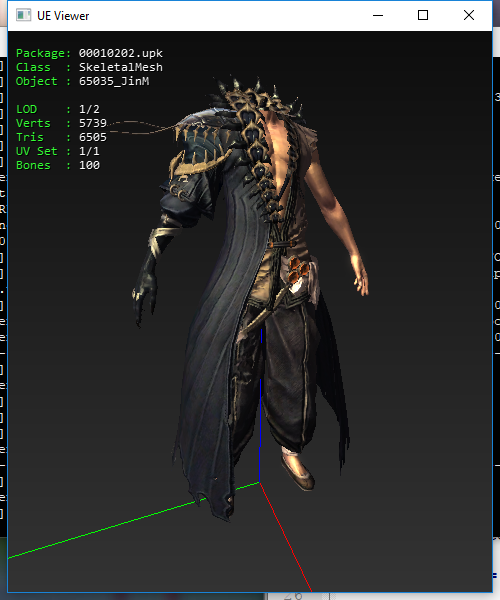 UE Viewer
Package: 00010202.upk
Class : SkeletalMesh
Object : 65035_JinM
LOD : 1/2
Verts : 5739
Tris : 6505
UV Set : 1/1
Bones : 100